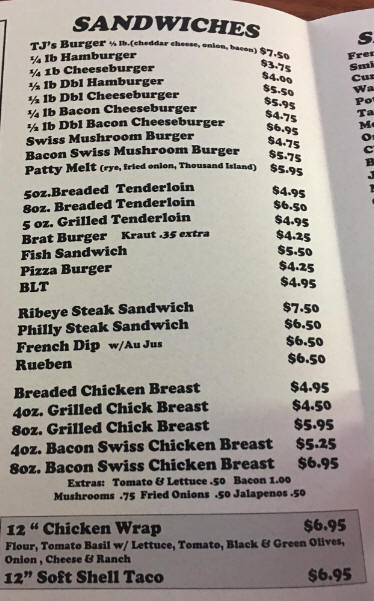 SANDWICHES
TJ's Burger ½ lb.(cheddar cheese, onion, bacon) $7.50
¼ lb Hamburger $3.75
¼ lb Cheeseburger $4.00
½ lb Dbl Hamburger $5.50
½ lb Dbl Cheeseburger $5.95
¼ lb Bacon Cheeseburger $4.75
½ lb Dbl Bacon Cheeseburger $6.95
Swiss Mushroom Burger $4.75
Bacon Swiss Mushroom Burger $5.75
Patty Melt (rye, fried onion, Thousand Island) $5.95
5oz.Breaded Tenderloin $4.95
8oz. Breaded Tenderloin $6.50
5 oz. Grilled Tenderloin $4.95
Brat Burger Kraut .35 extra $4.25
Fish Sandwich $5.50
Pizza Burger $4.25
BLT $4.95
Ribeye Steak Sandwich $7.50
Philly Steak Sandwich $6.50
French Dip w/Au Jus $6.50
Rueben $6.50
Breaded Chicken Breast $4.95
4oz. Grilled Chick Breast $4.50
8oz. Grilled Chick Breast $5.95
4oz. Bacon Swiss Chicken Breast $5.25
8oz. Bacon Swiss Chicken Breast $6.95
Extras: Tomato & Lettuce .50 Bacon 1.00
Mushrooms .75 Fried Onions .50 Jalapenos .50
12 “ Chicken Wrap $6.95
Flour, Tomato Basil w/ Lettuce, Tomato, Black & Green Olives,
Onion , Cheese & Ranch
12” Soft Shell Taco $6.95